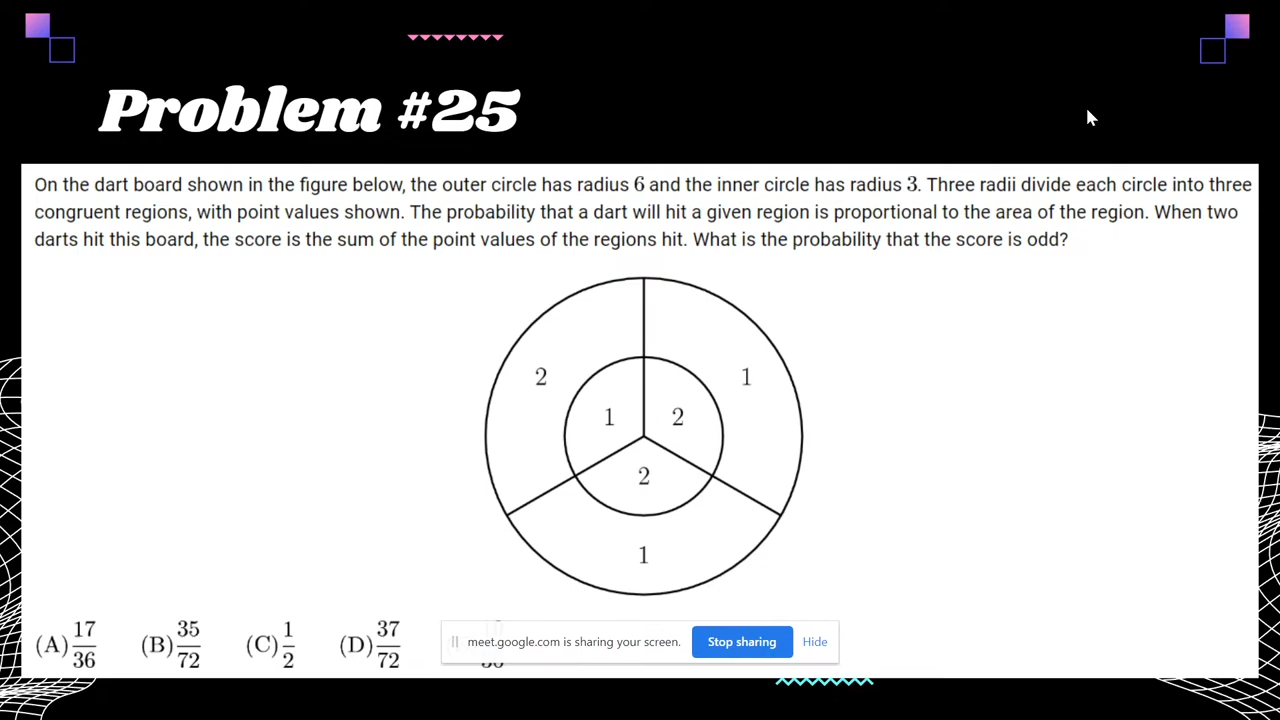 Problem #25
On the dart board shown in the figure below, the outer circle has radius 6 and the inner circle has radius 3. Three radii divide each circle into three
congruent regions, with point values shown. The probability that a dart will hit a given region is proportional to the area of the region. When two
darts hit this board, the score is the sum of the point values of the regions hit. What is the probability that the score is odd?
2
1
1
2
2
1
(A) 17/36 (B) 35/72 (C) 1/2 (D) 37/72
meet.google.com is sharing your screen. Stop sharing Hide